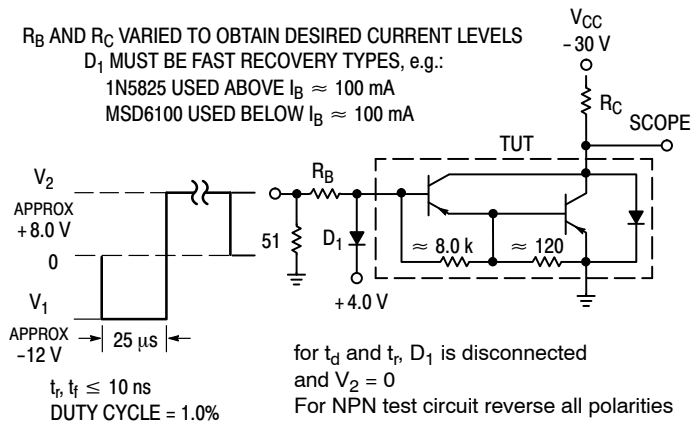 R_B AND R_C VARIED TO OBTAIN DESIRED CURRENT LEVELS
D_1 MUST BE FAST RECOVERY TYPES, e.g.:
1N5825 USED ABOVE I_B ≈ 100 mA
MSD6100 USED BELOW I_B ≈ 100 mA
V_CC
-30 V
R_C
SCOPE
TUT
V_2
APPROX
+8.0 V
0
V_1
APPROX
-12 V
25 μs
t_r, t_f ≤ 10 ns
DUTY CYCLE = 1.0%
R_B
51
D_1
+4.0 V
≈ 8.0 k
≈ 120
for t_d and t_r, D_1 is disconnected
and V_2 = 0
For NPN test circuit reverse all polarities